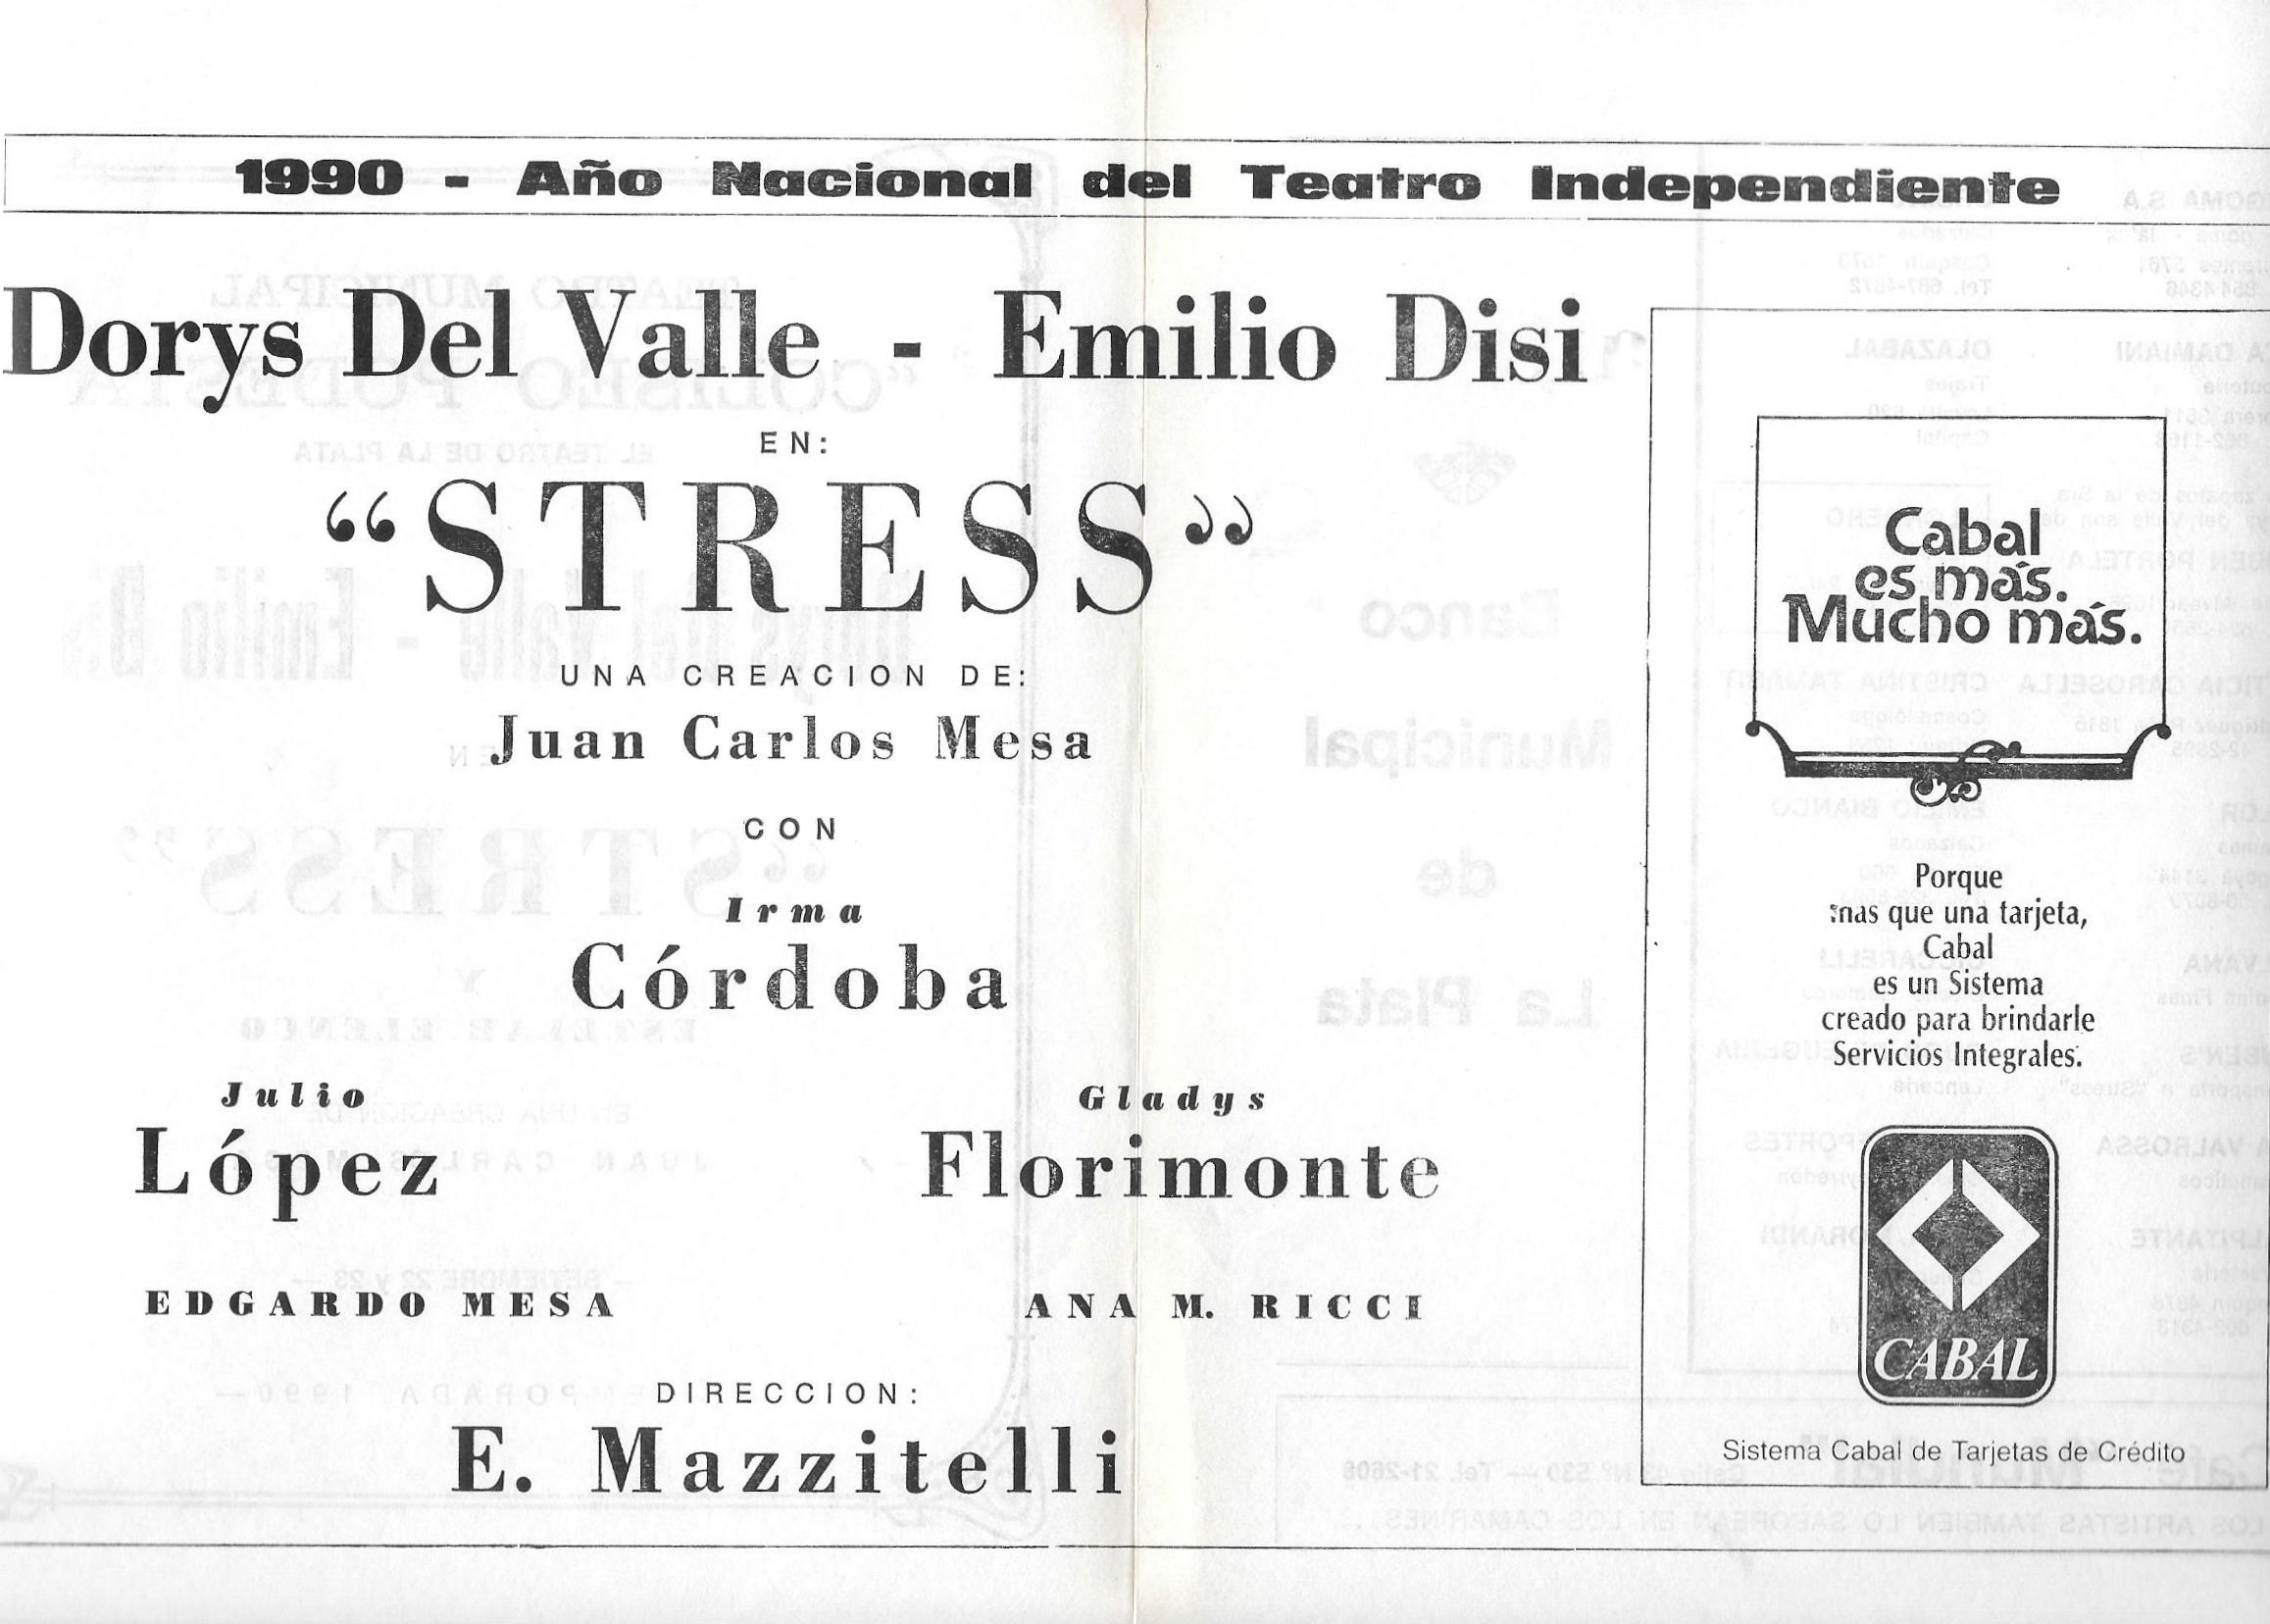 1990 - Año Nacional del Teatro Independiente
Dorys Del Valle - Emilio Disi
EN:
“STRESS”
UNA CREACION DE:
Juan Carlos Mesa
CON
Irma
Córdoba
Julio
López
Gladys
Florimonte
EDGARDO MESA
ANA M. RICCI
DIRECCION:
E. Mazzitelli
Cabal
es más.
Mucho más.
Porque
mas que una tarjeta,
Cabal
es un Sistema
creado para brindarle
Servicios Integrales.
CABAL
Sistema Cabal de Tarjetas de Crédito